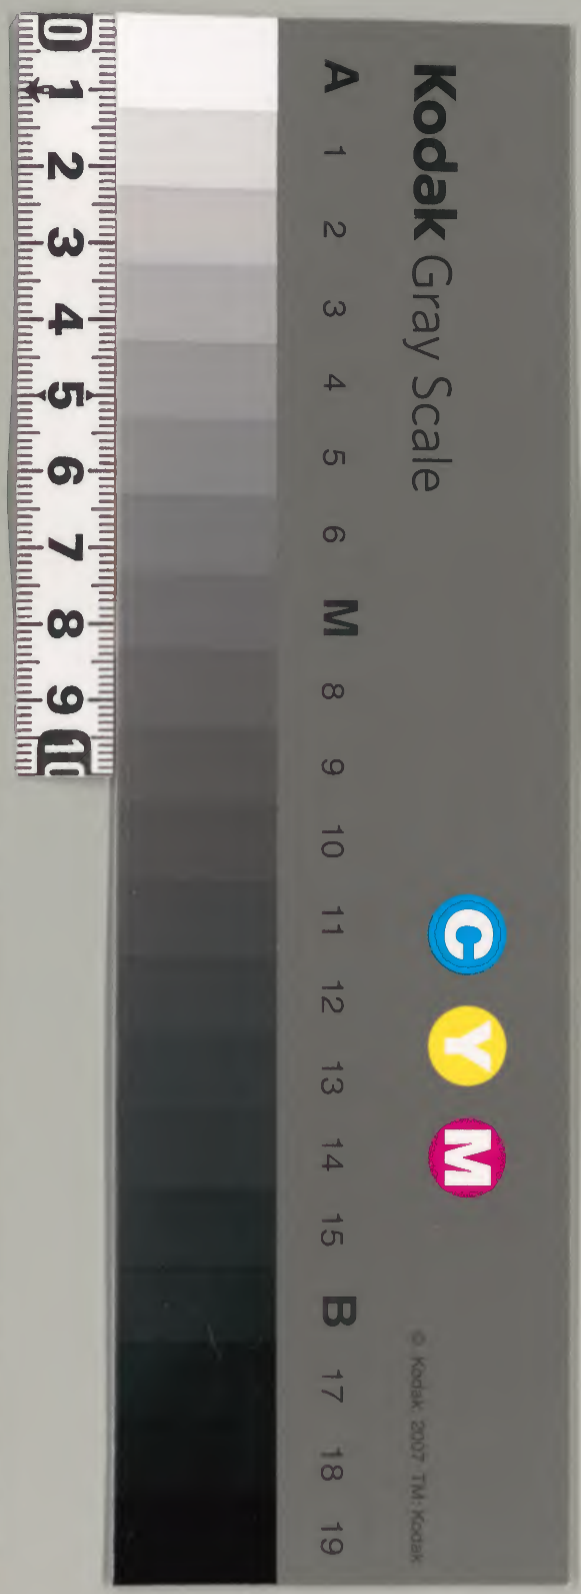 Kodak Gray Scale
C Y M
© Kodak, 2007 TM: Kodak
A 1 2 3 4 5 6 M 8 9 10 11 12 13 14 15 B 17 18 19
0 1 2 3 4 5 6 7 8 9 10